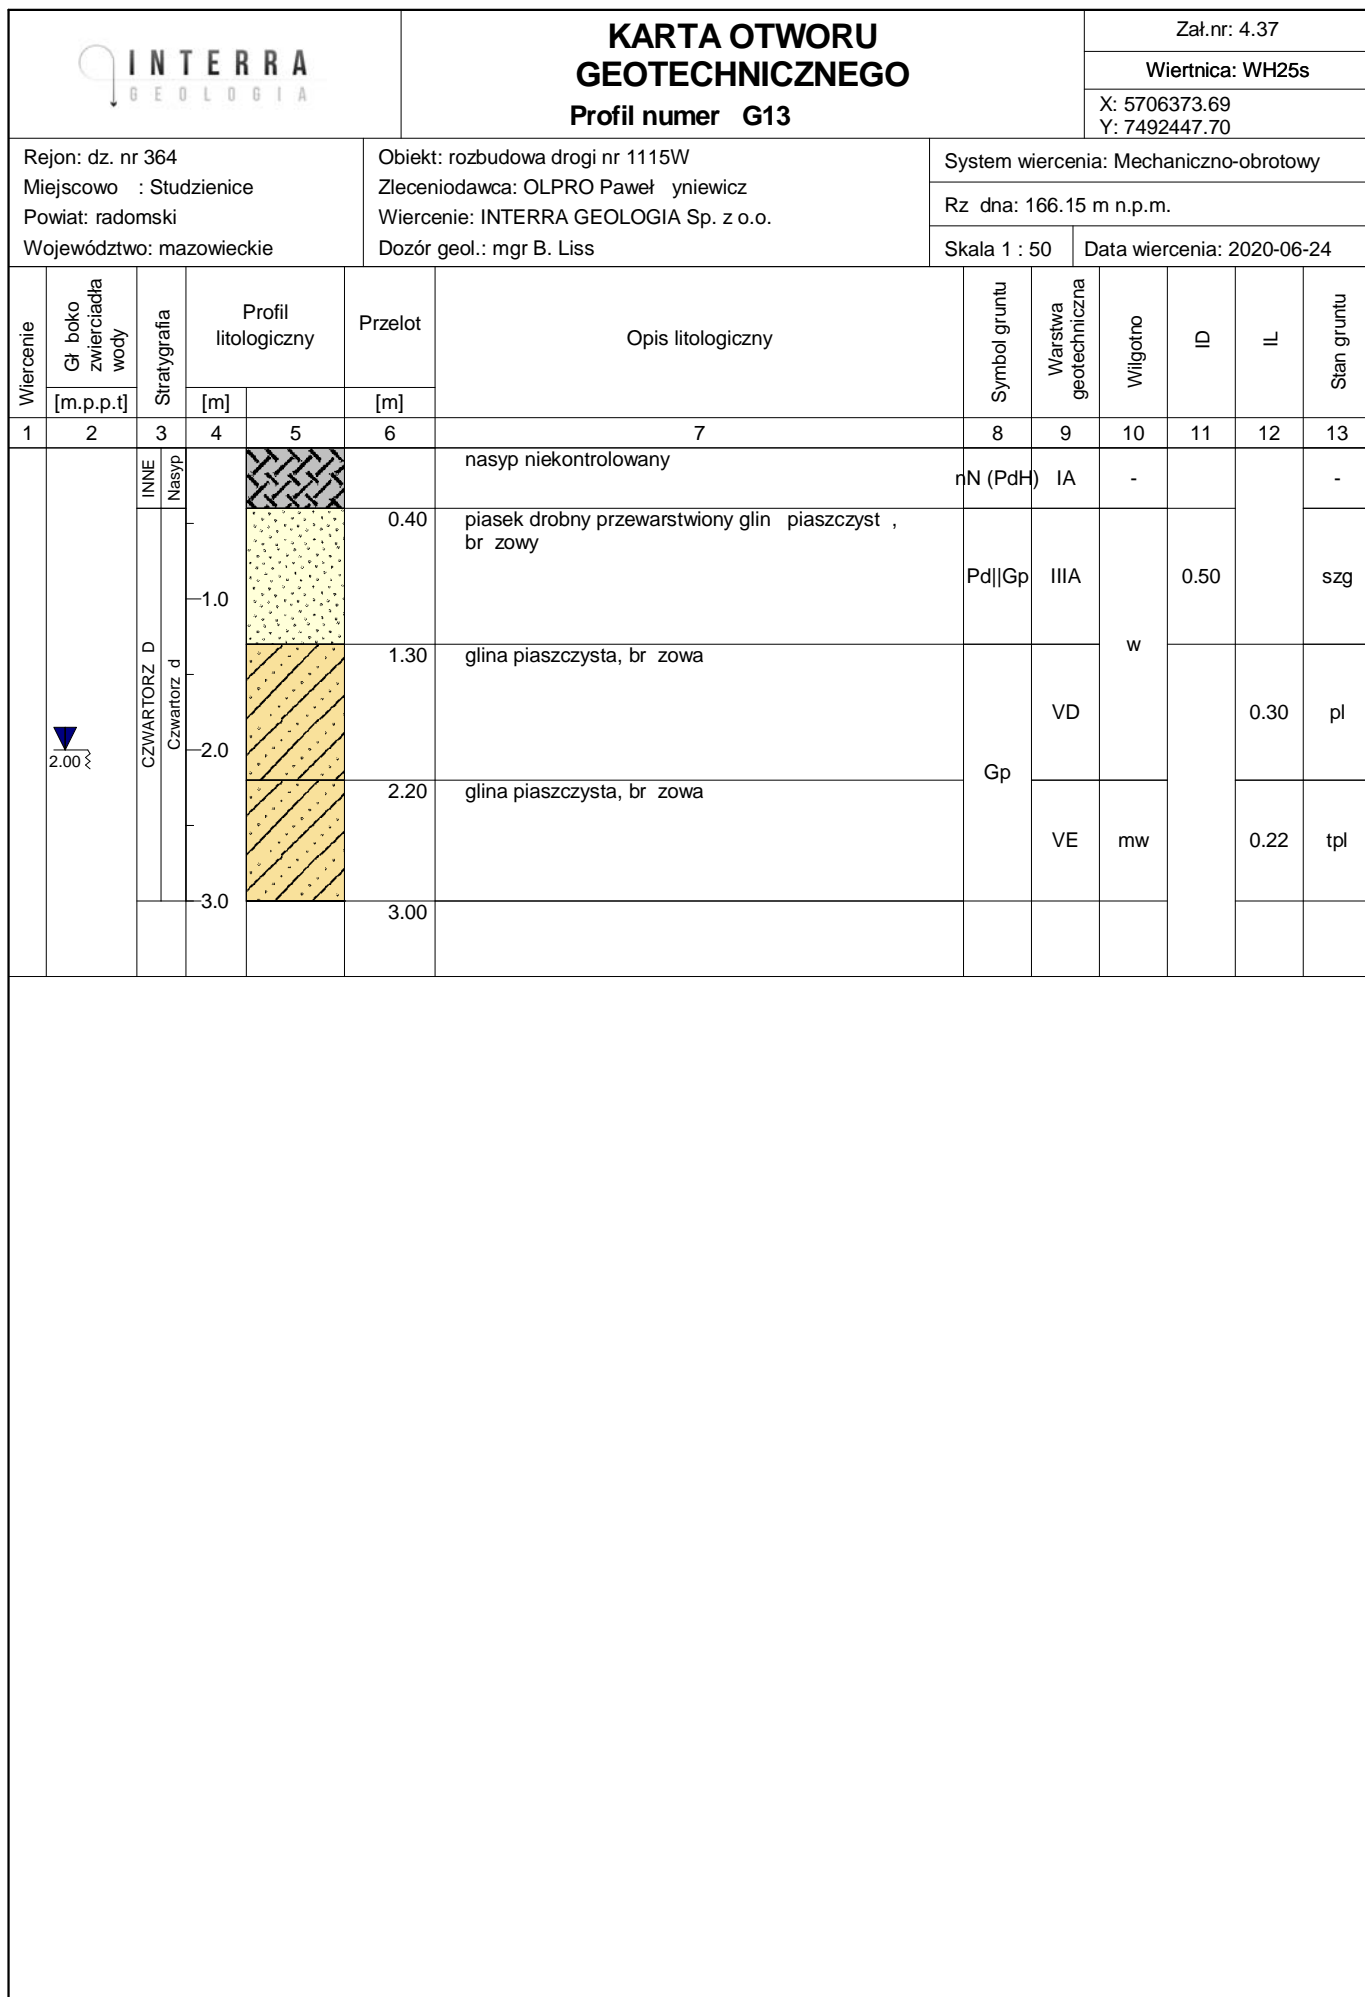 INTERRA
GEOLOGIA
KARTA OTWORU
GEOTECHNICZNEGO
Profil numer G13
Zał.nr: 4.37
Wiertnica: WH25s
X: 5706373.69
Y: 7492447.70
Rejon: dz. nr 364
Miejscowo : Studzienice
Powiat: radomski
Województwo: mazowieckie
Obiekt: rozbudowa drogi nr 1115W
Zleceniodawca: OLPRO Paweł yniewicz
Wiercenie: INTERRA GEOLOGIA Sp. z o.o.
Dozór geol.: mgr B. Liss
System wiercenia: Mechaniczno-obrotowy
Rz dna: 166.15 m n.p.m.
Skala 1 : 50
Data wiercenia: 2020-06-24
Wiercenie
Gł boko
zwierciadła
wody
[m.p.p.t]
Stratygrafia
Profil
litologiczny
[m]
Przelot
[m]
Opis litologiczny
Symbol gruntu
Warstwa
geotechniczna
Wilgotno
ID
IL
Stan gruntu
1 2 3 4 5 6 7 8 9 10 11 12 13
INNE
Nasyp
nasyp niekontrolowany
nN (PdH) IA - -
0.40 piasek drobny przewarstwiony glin piaszczyst ,
br zowy
Pd||Gp IIIA 0.50 szg
1.0
w
CZWARTORZ D
Czwartorz d
1.30 glina piaszczysta, br zowa
VD 0.30 pl
2.00
2.0
Gp
2.20 glina piaszczysta, br zowa
VE mw 0.22 tpl
3.0
3.00